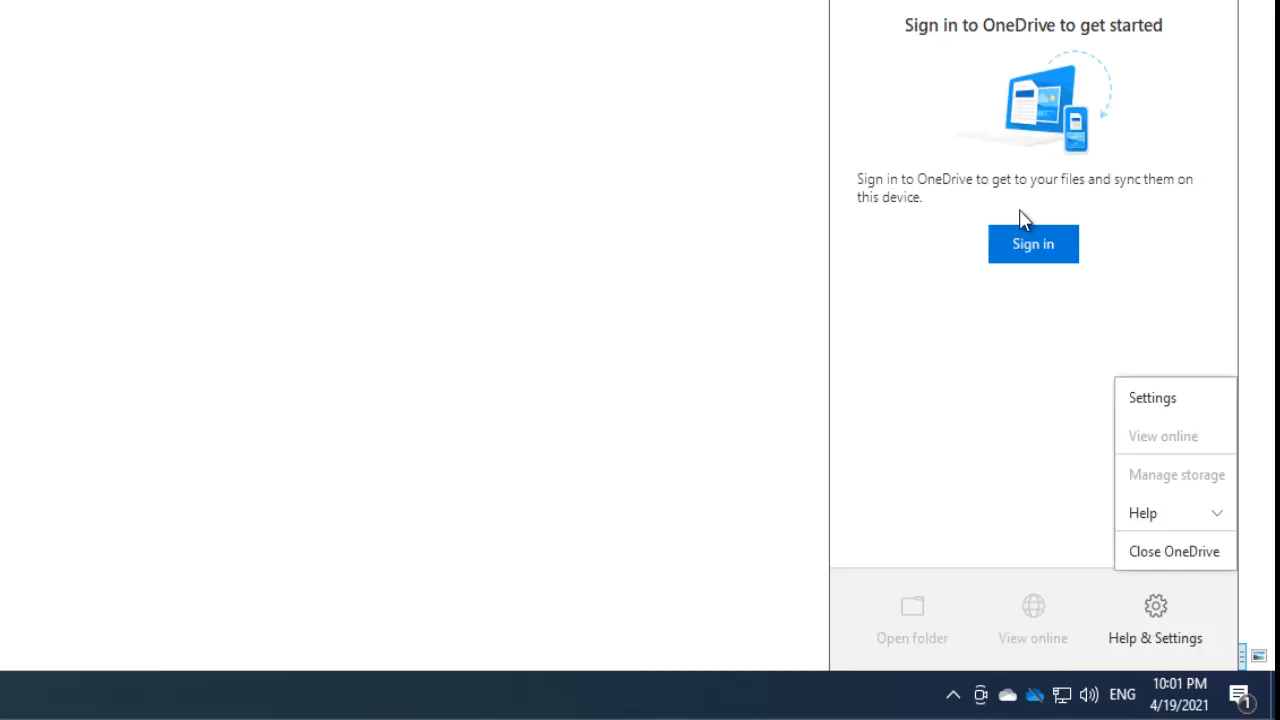 Sign in to OneDrive to get started
Sign in to OneDrive to get to your files and sync them on
this device.
Sign in
Settings
View online
Manage storage
Help
Close OneDrive
Open folder
View online
Help & Settings
ENG
10:01 PM
4/19/2021
1